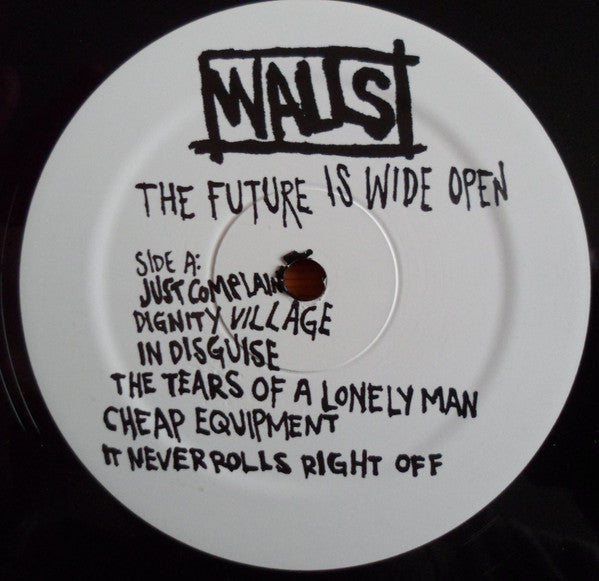 WALLS
THE FUTURE IS WIDE OPEN
SIDE A:
JUST COMPLAIN
DIGNITY VILLAGE
IN DISGUISE
THE TEARS OF A LONELY MAN
CHEAP EQUIPMENT
IT NEVER ROLLS RIGHT OFF